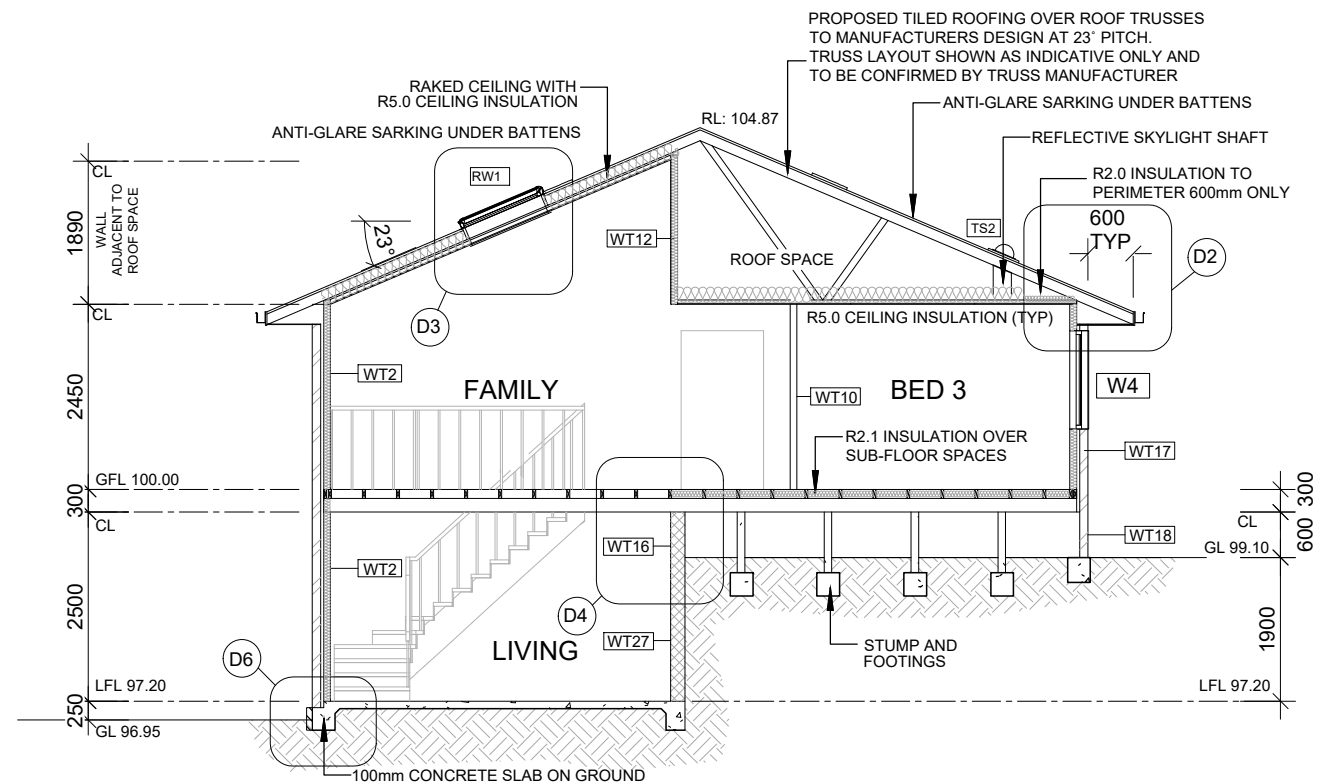 PROPOSED TILED ROOFING OVER ROOF TRUSSES
TO MANUFACTURERS DESIGN AT 23° PITCH.
TRUSS LAYOUT SHOWN AS INDICATIVE ONLY AND
TO BE CONFIRMED BY TRUSS MANUFACTURER
RAKED CEILING WITH
R5.0 CEILING INSULATION
ANTI-GLARE SARKING UNDER BATTENS
RL: 104.87
ANTI-GLARE SARKING UNDER BATTENS
REFLECTIVE SKYLIGHT SHAFT
R2.0 INSULATION TO
PERIMETER 600mm ONLY
CL
RW1
1890
WALL
ADJACENT TO
ROOF SPACE
23°
WT12
ROOF SPACE
TS2
600
TYP
D2
CL
D3
R5.0 CEILING INSULATION (TYP)
2450
WT2
FAMILY
WT10
BED 3
W4
R2.1 INSULATION OVER
SUB-FLOOR SPACES
WT17
GFL 100.00
300
CL
300
CL
600
WT16
WT18
GL 99.10
2500
WT2
D4
WT27
LIVING
STUMP AND
FOOTINGS
1900
D6
LFL 97.20
LFL 97.20
250
GL 96.95
100mm CONCRETE SLAB ON GROUND